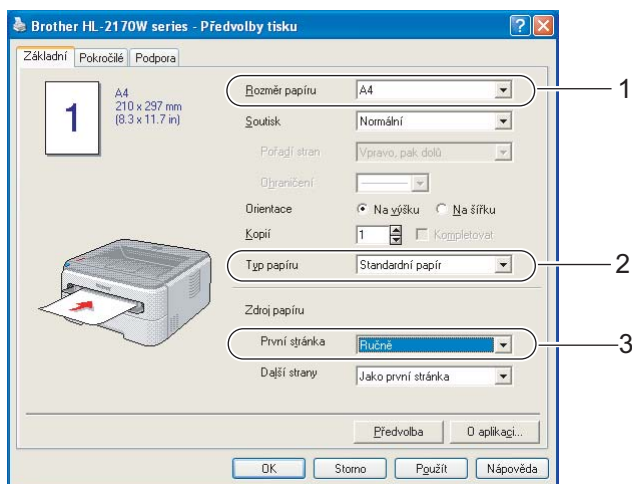 Brother HL-2170W series - Předvolby tisku
Základní Pokročilé Podpora
1
A4
210 x 297 mm
(8.3 x 11.7 in)
Rozměr papíru A4 1
Soutisk Normální
Pořadí stran Vpravo, pak dolů
Ohraničení
Orientace Na výšku Na šířku
Kopií 1 Kompletovat
Typ papíru Standardní papír 2
Zdroj papíru
První stránka Ručně 3
Další strany Jako první stránka
Předvolba O aplikaci...
OK Storno Použít Nápověda